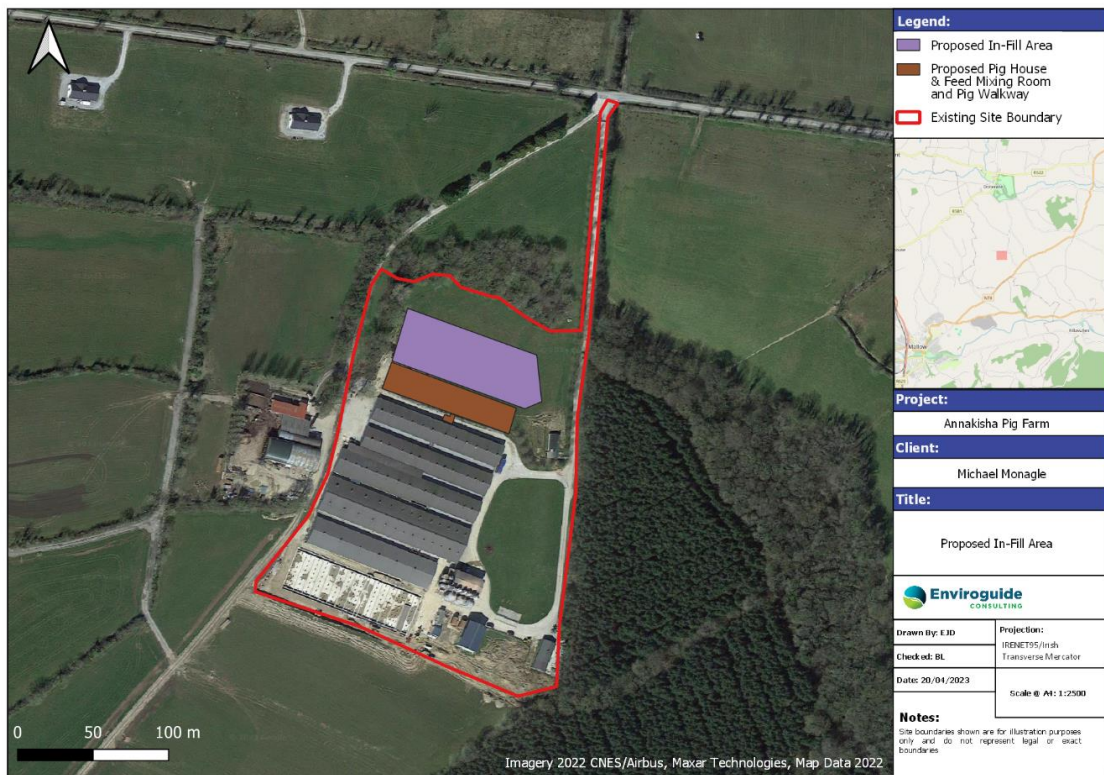 Legend:
Proposed In-Fill Area
Proposed Pig House
& Feed Mixing Room
and Pig Walkway
Existing Site Boundary
Mallow
Project:
Annakisha Pig Farm
Client:
Michael Monagle
Title:
Proposed In-Fill Area
Enviroguide
CONSULTING
Drawn By: EJD
Checked: BL
Date: 20/04/2023
Projection:
IRENET95/Irish
Transverse Mercator
Scale @ A4: 1:2500
Notes:
Site boundaries shown are for illustration purposes
only and do not represent legal or exact
boundaries
0 50 100 m
Imagery 2022 CNES/Airbus, Maxar Technologies, Map Data 2022